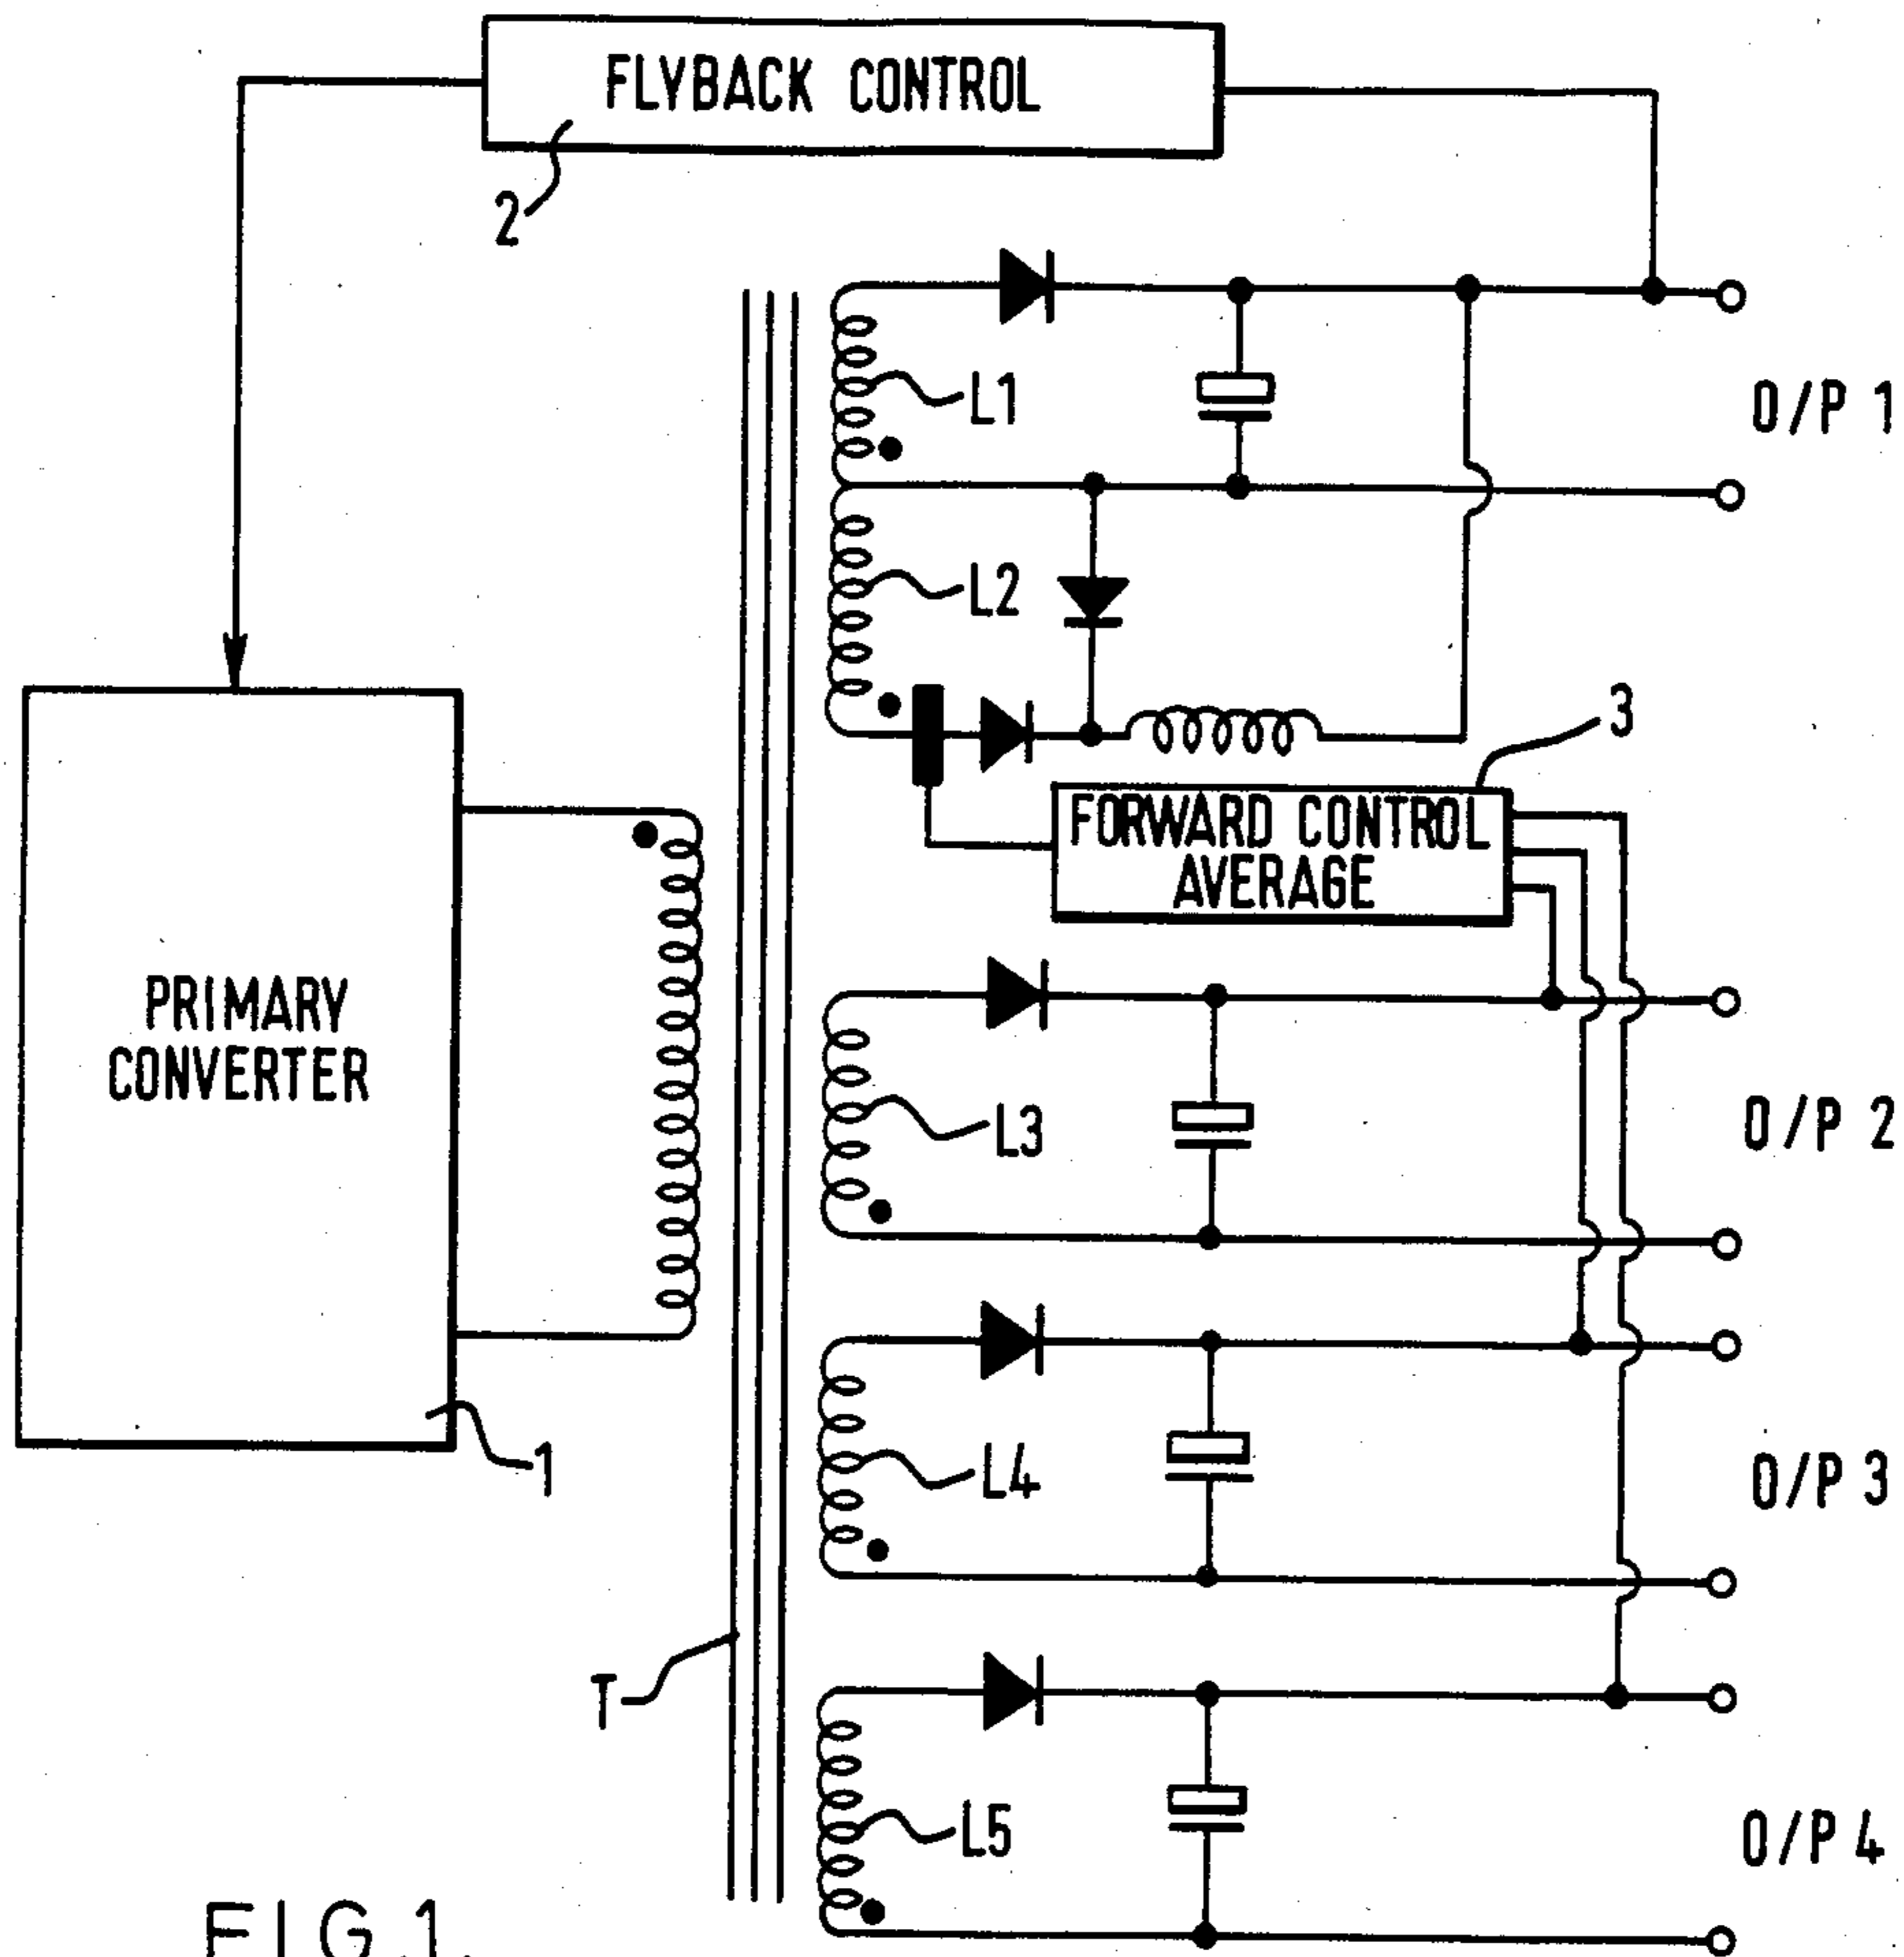 FLYBACK CONTROL
2
L1
O/P 1
L2
3
FORWARD CONTROL
AVERAGE
PRIMARY
CONVERTER
L3
O/P 2
L4
O/P 3
1
T
L5
O/P 4
FIG.1.